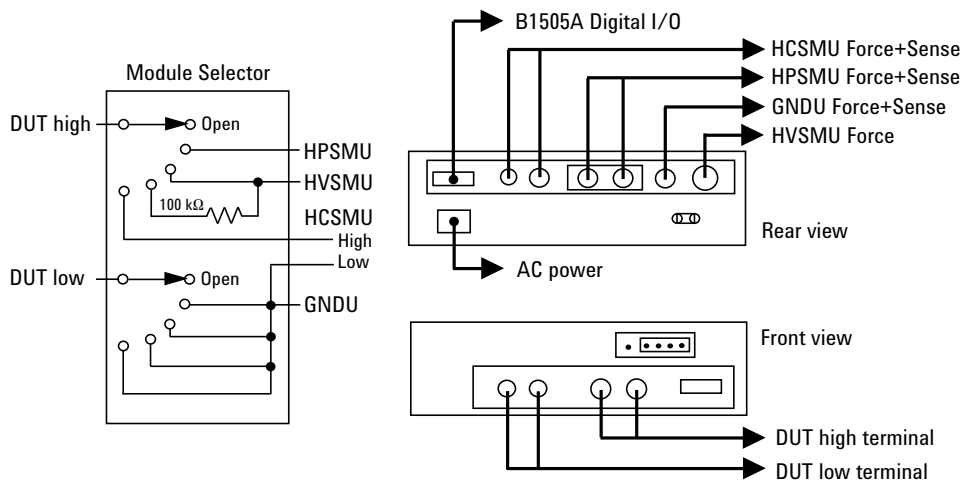 Module Selector
DUT high
Open
HPSMU
HVSMU
100 kΩ
HCSMU
High
Low
DUT low
Open
GNDU
B1505A Digital I/O
HCSMU Force+Sense
HPSMU Force+Sense
GNDU Force+Sense
HVSMU Force
Rear view
AC power
Front view
DUT high terminal
DUT low terminal